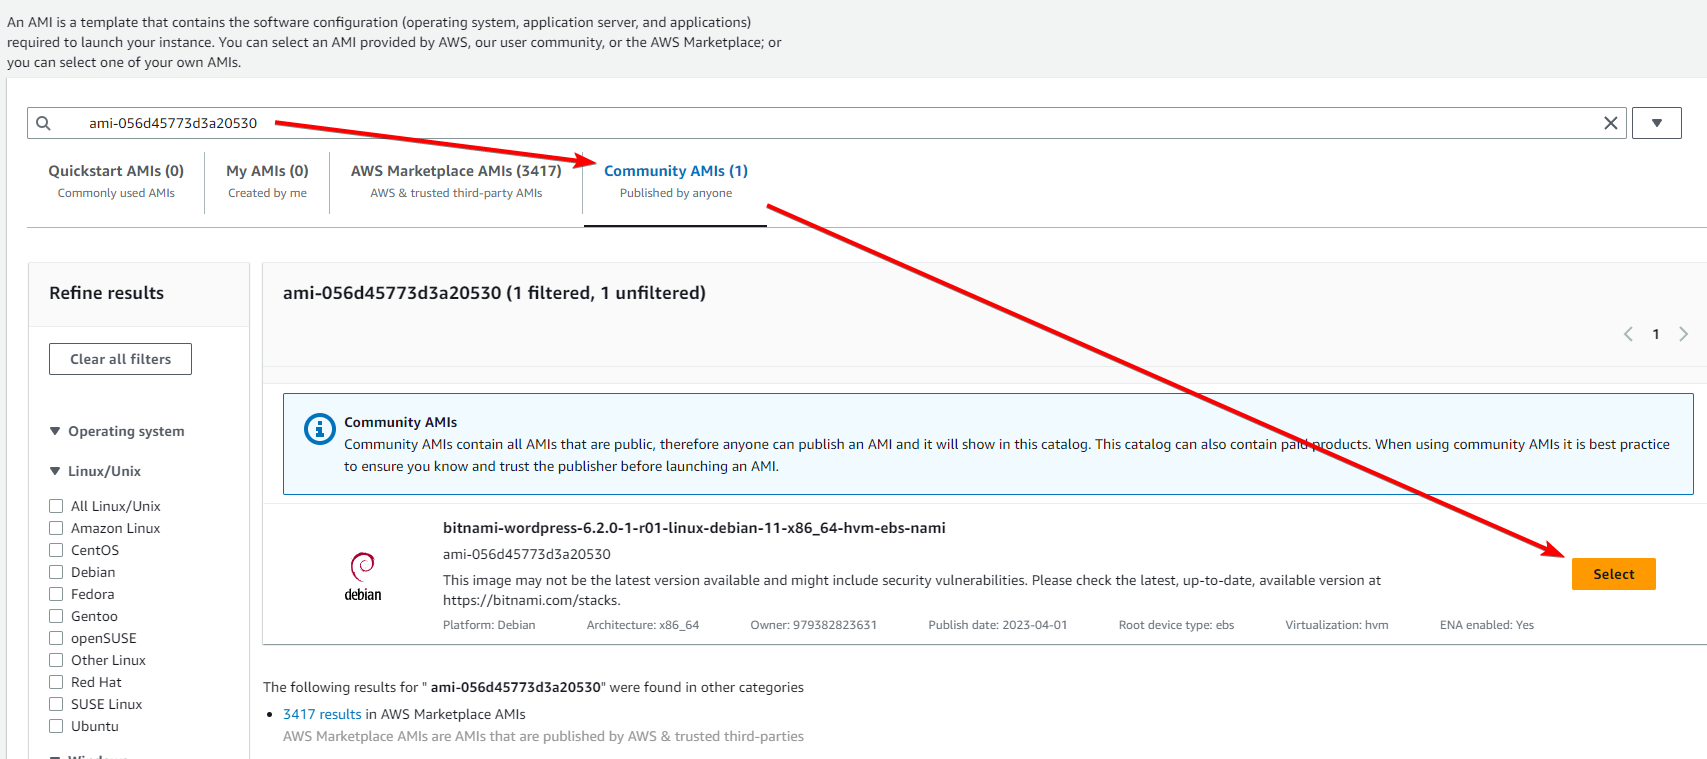 An AMI is a template that contains the software configuration (operating system, application server, and applications)
required to launch your instance. You can select an AMI provided by AWS, our user community, or the AWS Marketplace; or
you can select one of your own AMIs.
ami-056d45773d3a20530
Quickstart AMIs (0)
Commonly used AMIs
My AMIs (0)
Created by me
AWS Marketplace AMIs (3417)
AWS & trusted third-party AMIs
Community AMIs (1)
Published by anyone
Refine results
Clear all filters
Operating system
Linux/Unix
All Linux/Unix
Amazon Linux
CentOS
Debian
Fedora
Gentoo
openSUSE
Other Linux
Red Hat
SUSE Linux
Ubuntu
ami-056d45773d3a20530 (1 filtered, 1 unfiltered)
1
Community AMIs
Community AMIs contain all AMIs that are public, therefore anyone can publish an AMI and it will show in this catalog. This catalog can also contain paid products. When using community AMIs it is best practice
to ensure you know and trust the publisher before launching an AMI.
debian
bitnami-wordpress-6.2.0-1-r01-linux-debian-11-x86_64-hvm-ebs-nami
ami-056d45773d3a20530
This image may not be the latest version available and might include security vulnerabilities. Please check the latest, up-to-date, available version at
https://bitnami.com/stacks.
Platform: Debian Architecture: x86_64 Owner: 979382823631 Publish date: 2023-04-01 Root device type: ebs Virtualization: hvm ENA enabled: Yes
Select
The following results for " ami-056d45773d3a20530" were found in other categories
3417 results in AWS Marketplace AMIs
AWS Marketplace AMIs are AMIs that are published by AWS & trusted third-parties